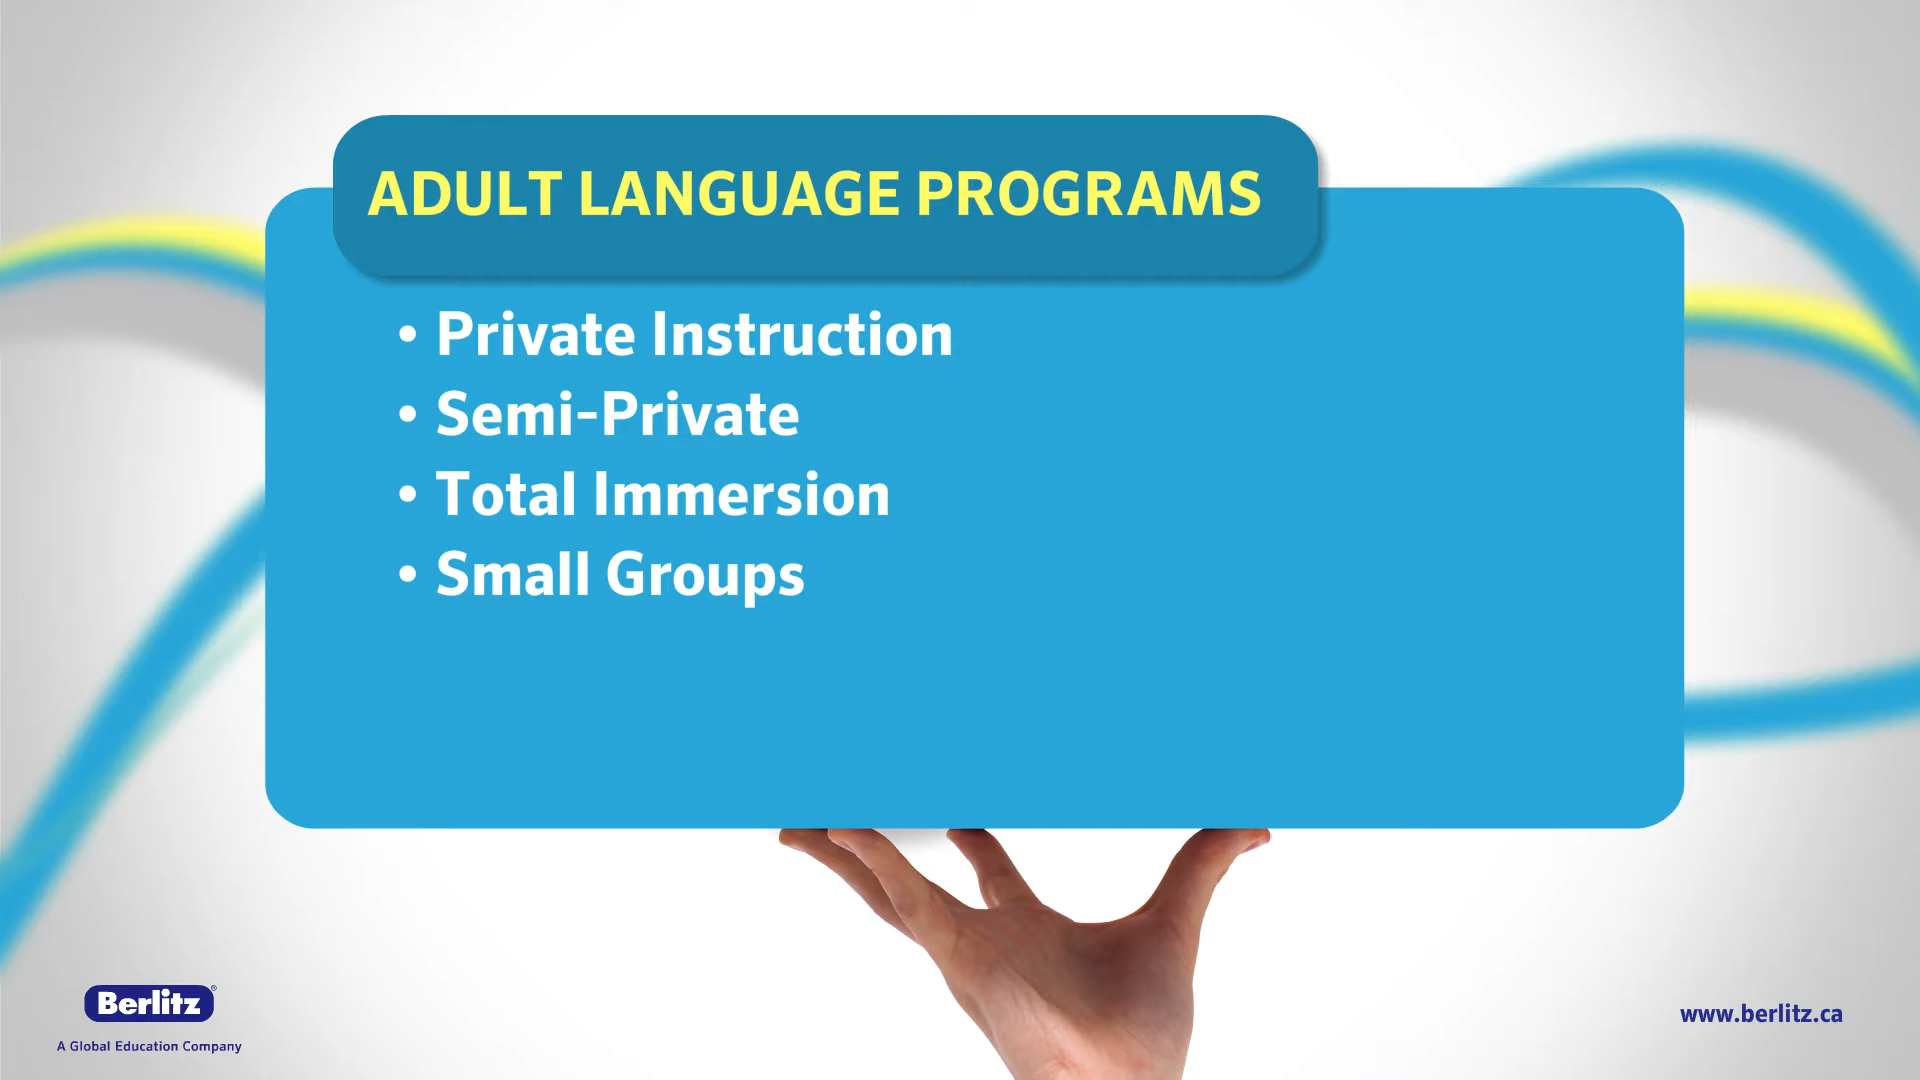 ADULT LANGUAGE PROGRAMS
• Private Instruction
• Semi-Private
• Total Immersion
• Small Groups
Berlitz®
A Global Education Company
www.berlitz.ca